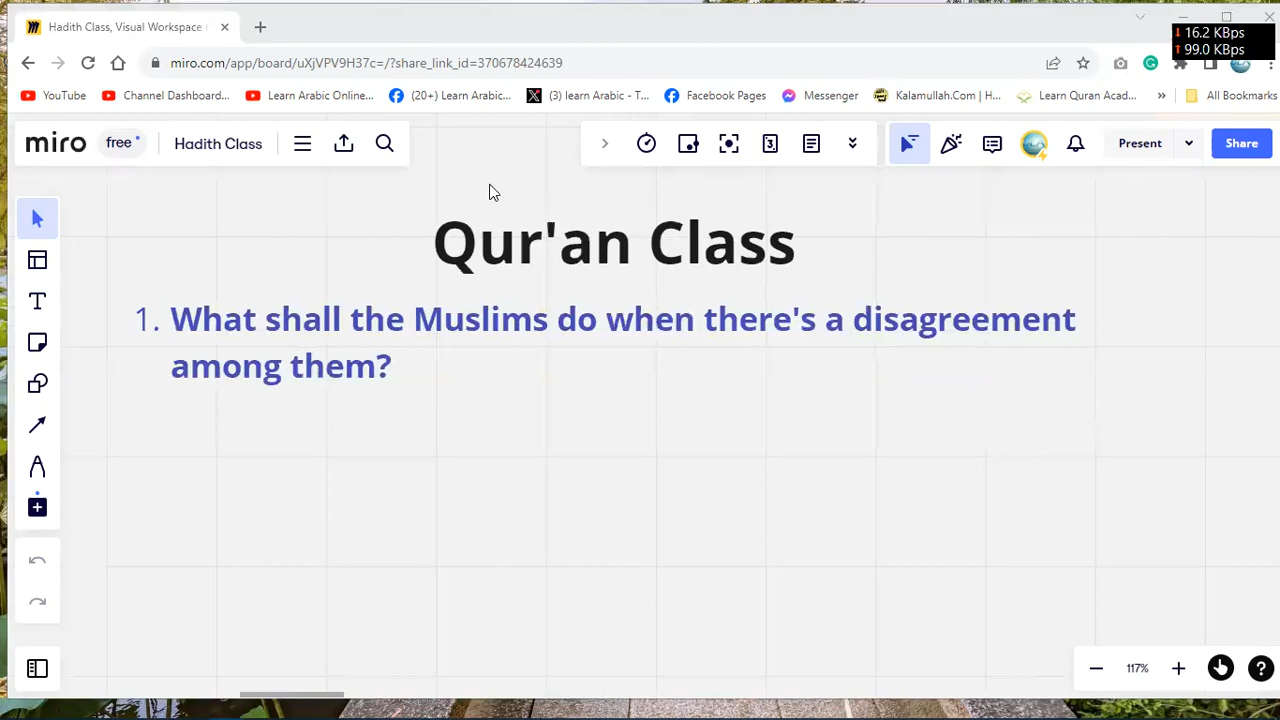 Hadith Class, Visual Workspace
16.2 KBps
99.0 KBps
miro.com/app/board/uXjVPV9H37c=/?share_link_id=370678424639
YouTube
Channel Dashboard...
Learn Arabic Online...
(20+) Learn Arabic...
(3) learn Arabic - T...
Facebook Pages
Messenger
Kalamullah.Com | H...
Learn Quran Acad...
»
All Bookmarks
miro
free
Hadith Class
3
Present
Share
Qur'an Class
1. What shall the Muslims do when there's a disagreement
among them?
117%